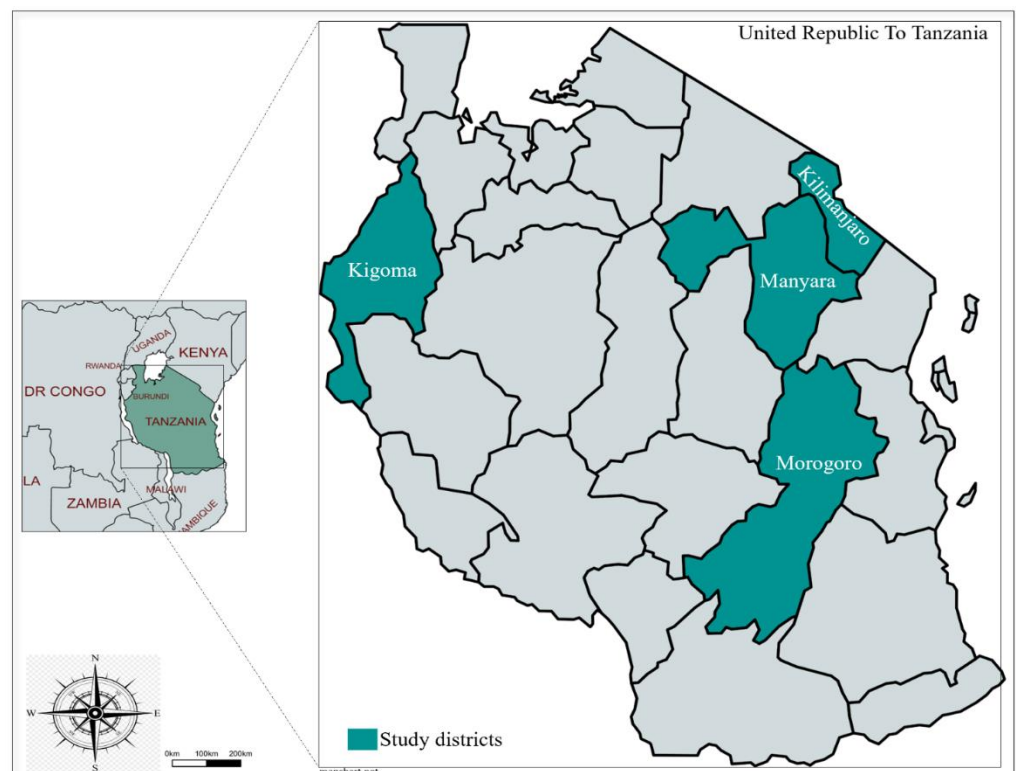 United Republic To Tanzania
Kilimanjaro
Kigoma
Manyara
Morogoro
UGANDA
KENYA
RWANDA
DR CONGO
BURUNDI
TANZANIA
LA
MALAWI
ZAMBIA
AMBIQUE
N
W
E
S
0km 100km 200km
Study districts